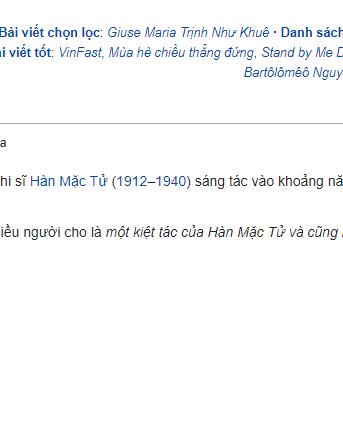 Bài viết chọn lọc: Giuse Maria Trịnh Như Khuê · Danh sách
i viết tốt: VinFast, Mùa hè chiều thẳng đứng, Stand by Me D
Bartôlômêô Nguy
a
hi sĩ Hàn Mặc Tử (1912–1940) sáng tác vào khoảng nă
iều người cho là một kiệt tác của Hàn Mặc Tử và cũng